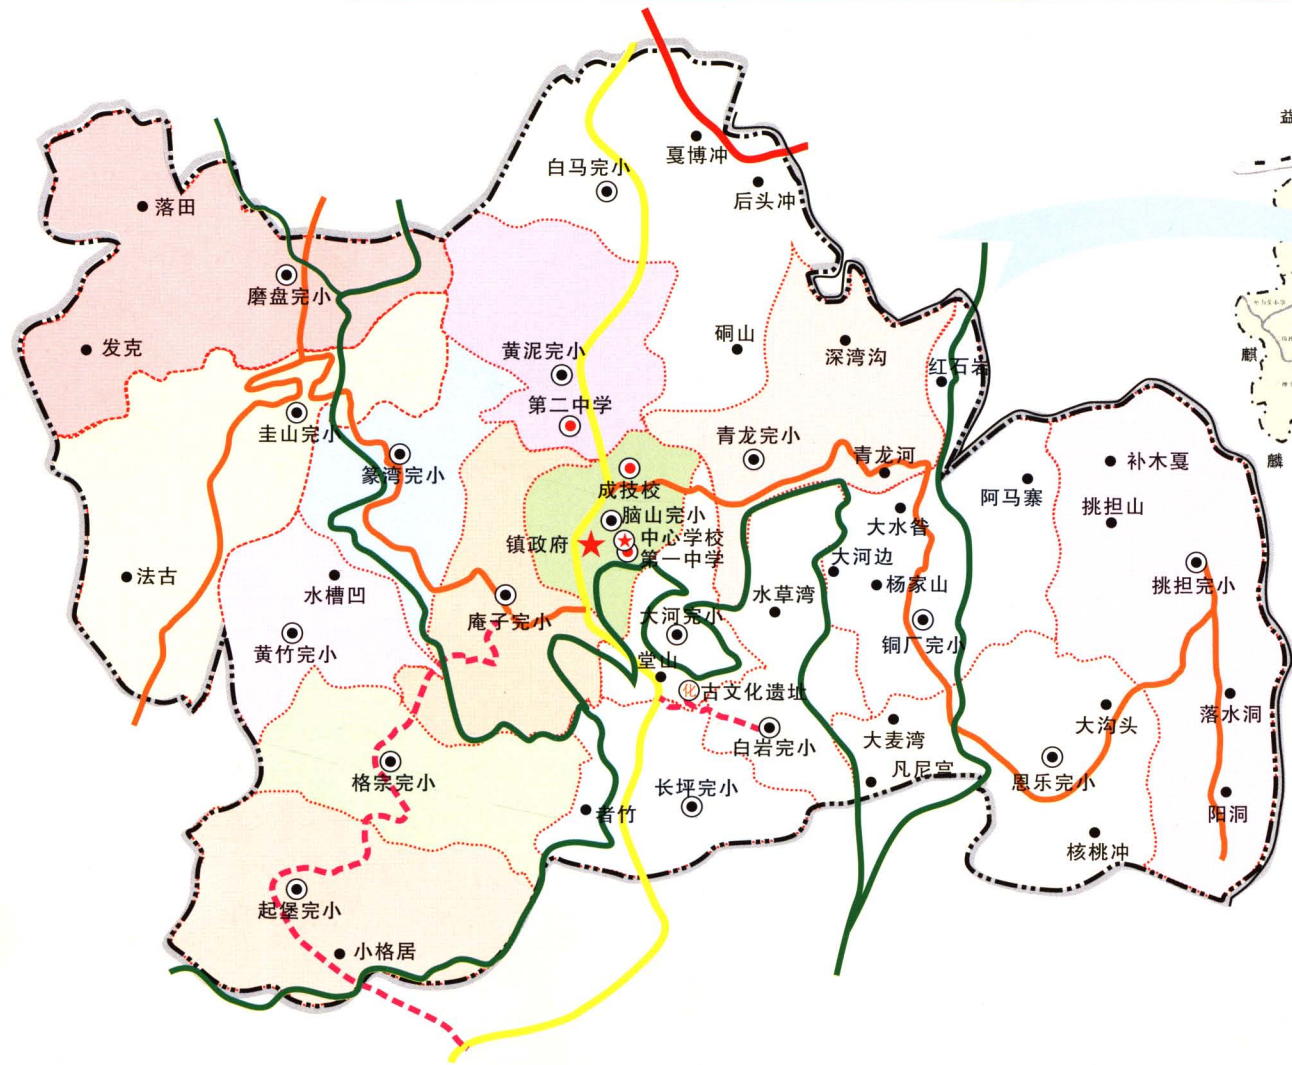 益
白马完小
戛博冲
后头冲
落田
磨盘完小
硐山
深湾沟
发克
黄泥完小
红石岩
麒
第二中学
圭山完小
青龙完小
青龙河
篆湾完小
补木戛
麟
成技校
阿马寨
挑担山
脑山完小
大水沓
镇政府
中心学校
第一中学
大河边
法古
水槽凹
杨家山
挑担完小
水草湾
庵子完小
大河完小
铜厂完小
黄竹完小
堂山
化
古文化遗址
落水洞
大沟头
白岩完小
大麦湾
凡尼宫
格宗完小
恩乐完小
长坪完小
者竹
阳洞
核桃冲
起堡完小
小格居